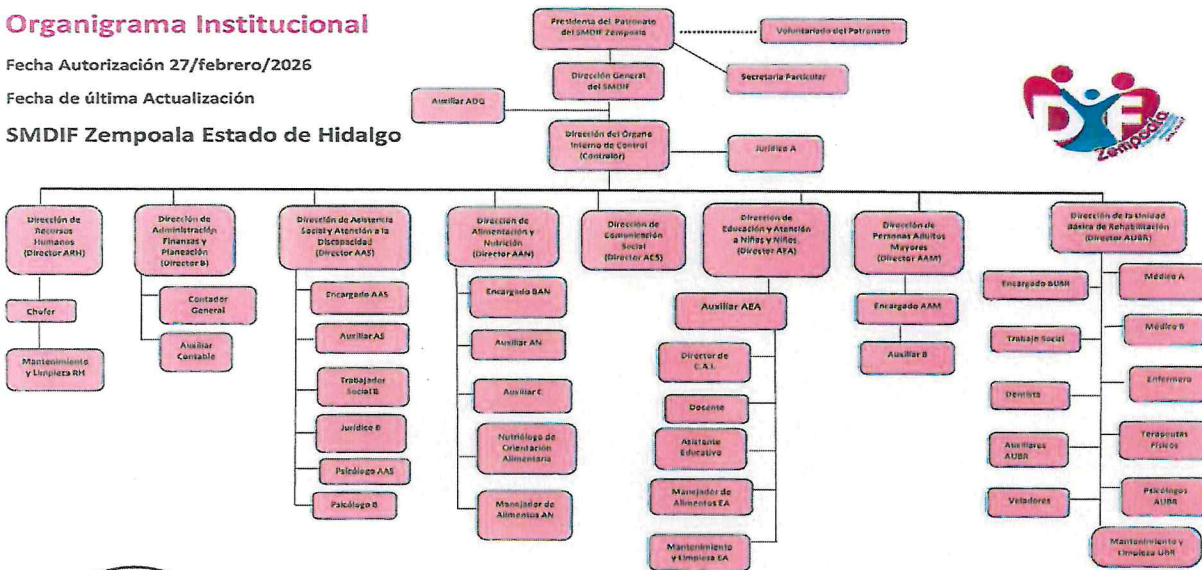 Organigrama Institucional
Fecha Autorización 27/febrero/2026
Fecha de última Actualización
SMDIF Zempoala Estado de Hidalgo
Presidenta del Patronato
del SMDIF Zempoala
Voluntariado del Patronato
Dirección General
del SMDIF
Secretaria Particular
Auxiliar ADQ
Dirección del Órgano
Interno de Control
(Contralor)
Jurídico A
DIF
Zempoala
Dirección de
Recursos
Humanos
(Director ARH)
Chofer
Mantenimiento
y Limpieza RH
Dirección de
Administración
Finanzas y
Planeación
(Director B)
Contador
General
Auxiliar
Contable
Dirección de Asistencia
Social y Atención a la
Discapacidad
(Director AAS)
Encargado AAS
Auxiliar AS
Trabajador
Social B
Jurídico B
Psicólogo AAS
Psicólogo B
Dirección de
Alimentación y
Nutrición
(Director AAN)
Encargado BAN
Auxiliar AN
Auxiliar C
Nutriólogo de
Orientación
Alimentaria
Manejador de
Alimentos AN
Dirección de
Comunicación
Social
(Director ACS)
Dirección de
Educación y Atención
a Niñas y Niños
(Director AEA)
Auxiliar AEA
Director de
C.A.I.
Docente
Asistente
Educativo
Manejador de
Alimentos EA
Mantenimiento
y Limpieza EA
Dirección de
Personas Adultos
Mayores
(Director AAM)
Encargado AAM
Auxiliar B
Dirección de la Unidad
Básica de Rehabilitación
(Director AUBR)
Encargado BUBR
Médico A
Trabajo Social
Médico B
Dentista
Enfermero
Auxiliares
AUBR
Terapeutas
Físicos
Veladores
Psicólogos
AUBR
Mantenimiento y
Limpieza UBR